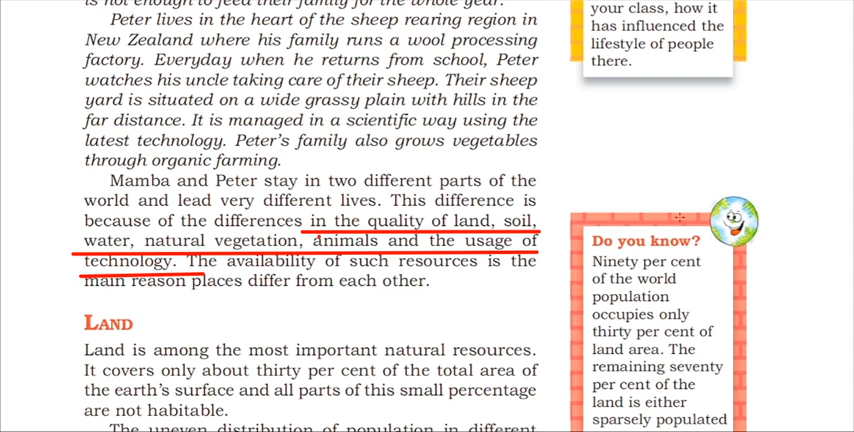 is not enough to feed their family for the whole year.
Peter lives in the heart of the sheep rearing region in
New Zealand where his family runs a wool processing
factory. Everyday when he returns from school, Peter
watches his uncle taking care of their sheep. Their sheep
yard is situated on a wide grassy plain with hills in the
far distance. It is managed in a scientific way using the
latest technology. Peter's family also grows vegetables
through organic farming.
Mamba and Peter stay in two different parts of the
world and lead very different lives. This difference is
because of the differences in the quality of land, soil,
water, natural vegetation, animals and the usage of
technology. The availability of such resources is the
main reason places differ from each other.
LAND
Land is among the most important natural resources.
It covers only about thirty per cent of the total area of
the earth's surface and all parts of this small percentage
are not habitable.
The uneven distribution of population in different
your class, how it
has influenced the
lifestyle of people
there.
Do you know?
Ninety per cent
of the world
population
occupies only
thirty per cent of
land area. The
remaining seventy
per cent of the
land is either
sparsely populated